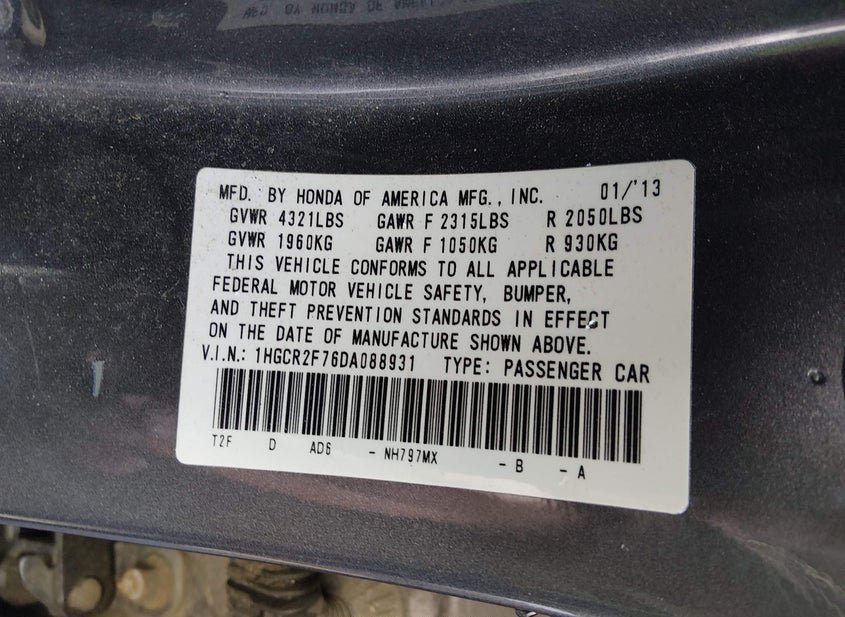 MFD. BY HONDA OF AMERICA MFG., INC. 01/'13
GVWR 4321LBS GAWR F 2315LBS R 2050LBS
GVWR 1960KG GAWR F 1050KG R 930KG
THIS VEHICLE CONFORMS TO ALL APPLICABLE
FEDERAL MOTOR VEHICLE SAFETY, BUMPER,
AND THEFT PREVENTION STANDARDS IN EFFECT
ON THE DATE OF MANUFACTURE SHOWN ABOVE.
V.I.N.: 1HGCR2F76DA088931 TYPE: PASSENGER CAR
T2F D AD6 - NH797MX - B - A